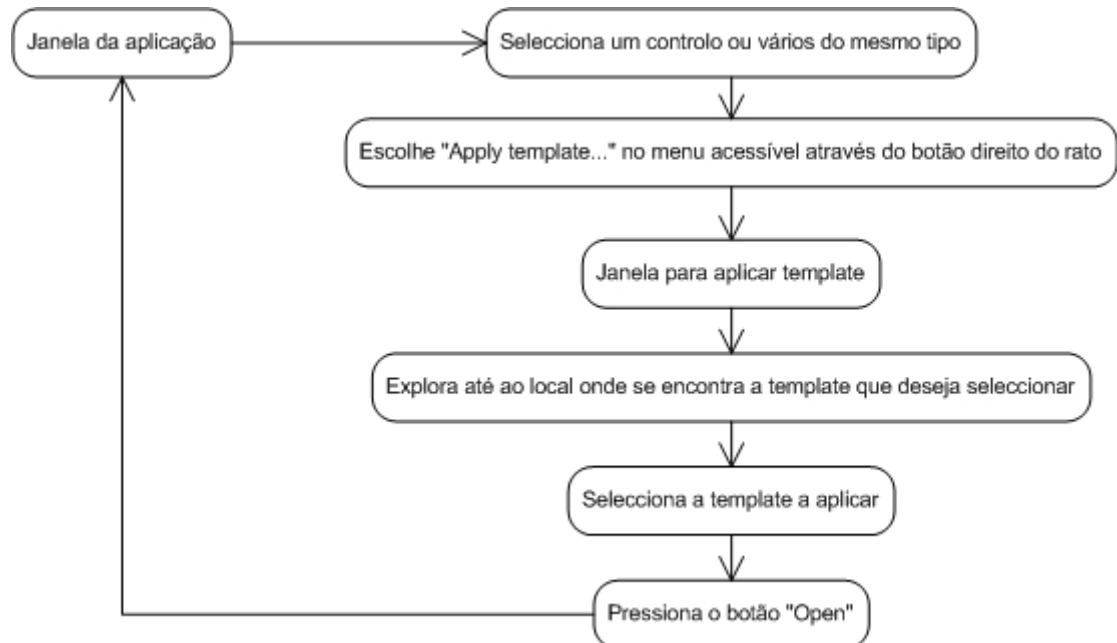 Janela da aplicação
Selecciona um controlo ou vários do mesmo tipo
Escolhe "Apply template..." no menu acessível através do botão direito do rato
Janela para aplicar template
Explora até ao local onde se encontra a template que deseja seleccionar
Selecciona a template a aplicar
Pressiona o botão "Open"